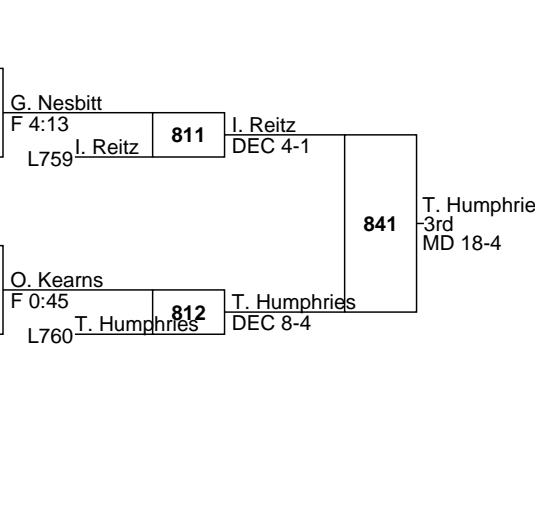 G. Nesbitt
F 4:13
L759 I. Reitz
811
I. Reitz
DEC 4-1
841
T. Humphrie
3rd
MD 18-4
O. Kearns
F 0:45
L760 T. Humphries
812
T. Humphries
DEC 8-4